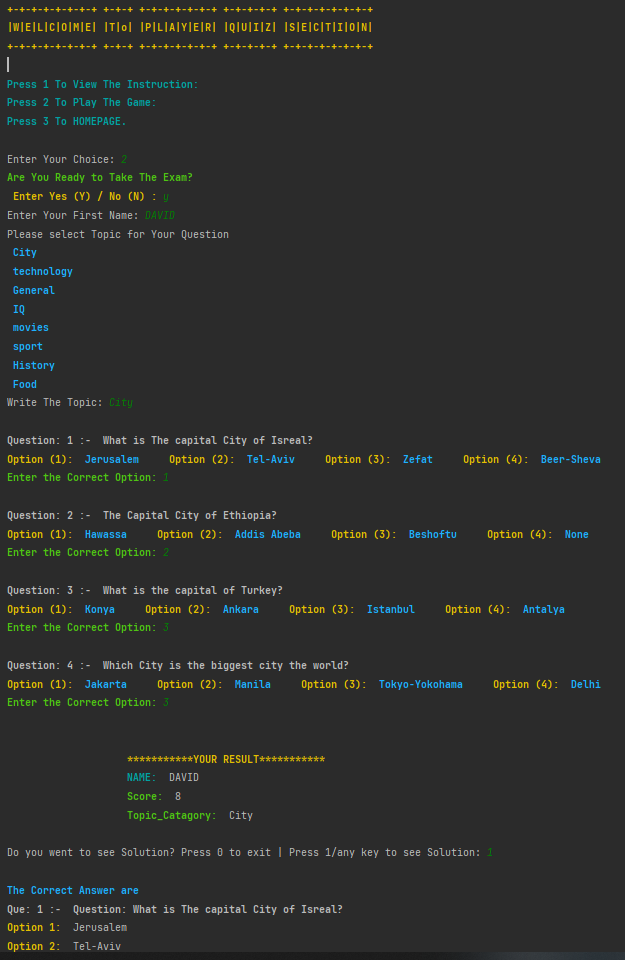 +-+-+-+-+-+-+-+ +-+-+ +-+-+-+-+-+-+ +-+-+-+-+ +-+-+-+-+-+-+-+
|W|E|L|C|O|M|E| |T|o| |P|L|A|Y|E|R| |Q|U|I|Z| |S|E|C|T|I|O|N|
+-+-+-+-+-+-+-+ +-+-+ +-+-+-+-+-+-+ +-+-+-+-+ +-+-+-+-+-+-+-+
Press 1 To View The Instruction:
Press 2 To Play The Game:
Press 3 To HOMEPAGE.
Enter Your Choice: 2
Are You Ready to Take The Exam?
Enter Yes (Y) / No (N) : y
Enter Your First Name: DAVID
Please select Topic for Your Question
City
technology
General
IQ
movies
sport
History
Food
Write The Topic: City
Question: 1 :-  What is The capital City of Isreal?
Option (1):  Jerusalem     Option (2):  Tel-Aviv     Option (3):  Zefat     Option (4):  Beer-Sheva
Enter the Correct Option: 1
Question: 2 :-  The Capital City of Ethiopia?
Option (1):  Hawassa     Option (2):  Addis Abeba     Option (3):  Beshoftu     Option (4):  None
Enter the Correct Option: 2
Question: 3 :-  What is the capital of Turkey?
Option (1):  Konya     Option (2):  Ankara     Option (3):  Istanbul     Option (4):  Antalya
Enter the Correct Option: 3
Question: 4 :-  Which City is the biggest city the world?
Option (1):  Jakarta     Option (2):  Manila     Option (3):  Tokyo-Yokohama     Option (4):  Delhi
Enter the Correct Option: 3
***********YOUR RESULT***********
NAME:  DAVID
Score:  8
Topic_Catagory:  City
Do you went to see Solution? Press 0 to exit | Press 1/any key to see Solution: 1
The Correct Answer are
Que: 1 :-  Question: What is The capital City of Isreal?
Option 1:  Jerusalem
Option 2:  Tel-Aviv